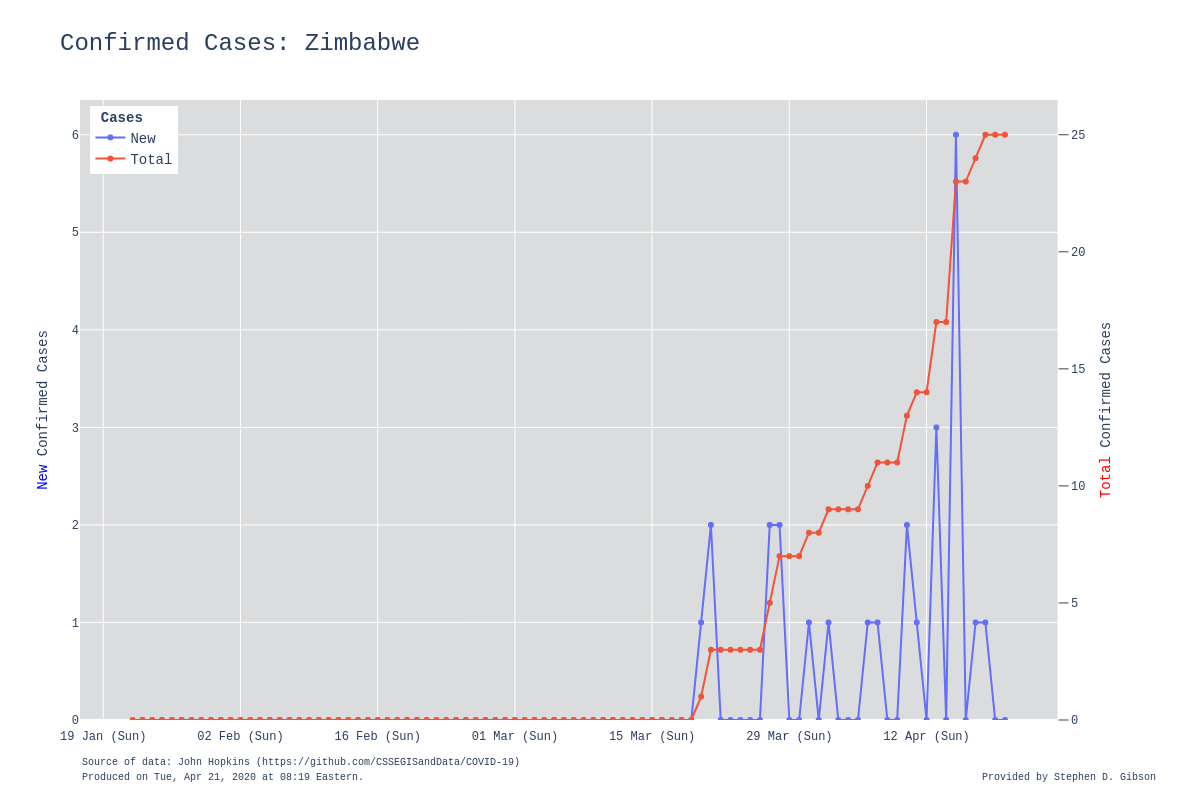 Confirmed Cases: Zimbabwe
Cases
New
Total
6
5
4
3
2
1
0
25
20
15
10
5
0
New Confirmed Cases
Total Confirmed Cases
19 Jan (Sun) 02 Feb (Sun) 16 Feb (Sun) 01 Mar (Sun) 15 Mar (Sun) 29 Mar (Sun) 12 Apr (Sun)
Source of data: John Hopkins (https://github.com/CSSEGISandData/COVID-19)
Produced on Tue, Apr 21, 2020 at 08:19 Eastern.
Provided by Stephen D. Gibson